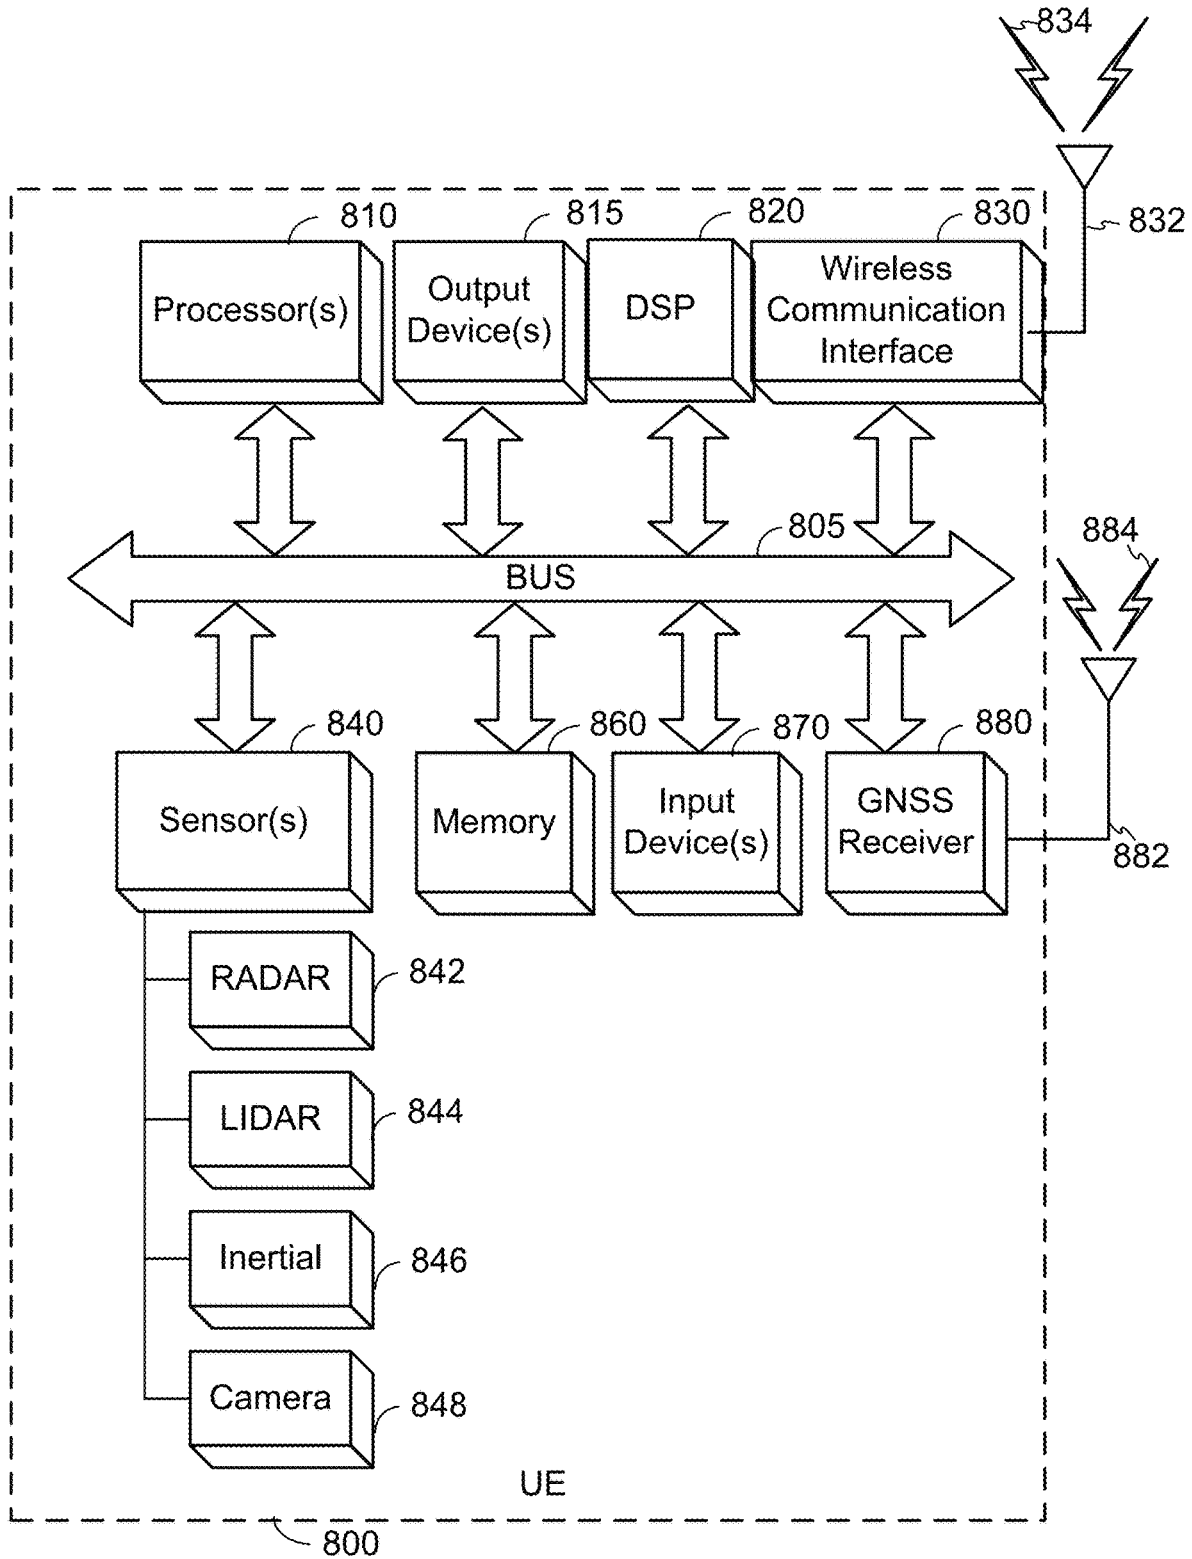 834
832
810
815
820
830
Processor(s)
Output
Device(s)
DSP
Wireless
Communication
Interface
805
BUS
884
882
840
860
870
880
Sensor(s)
Memory
Input
Device(s)
GNSS
Receiver
RADAR
842
LIDAR
844
Inertial
846
Camera
848
UE
800